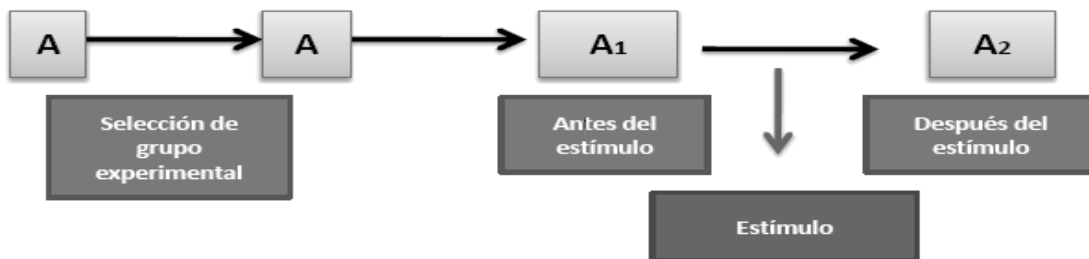 A
A
A1
A2
Selección de
grupo
experimental
Antes del
estímulo
Después del
estímulo
Estímulo